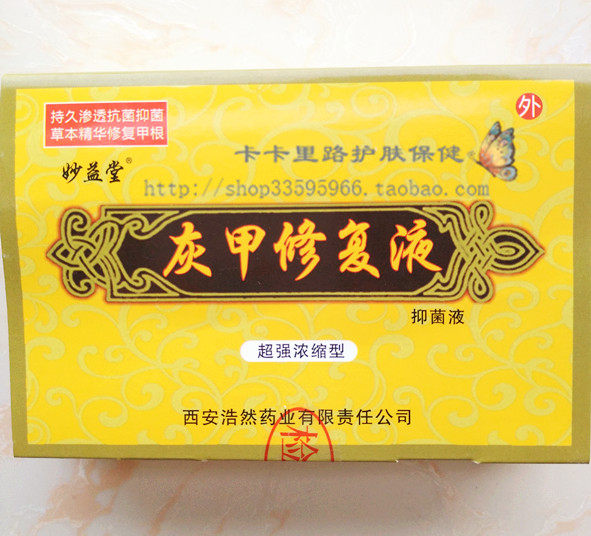 持久渗透抗菌抑菌
草本精华修复甲根
外
妙益堂®
卡卡里路护肤保健
http://shop33595966.taobao.com
灰甲修复液
抑菌液
超强浓缩型
西安浩然药业有限责任公司
检